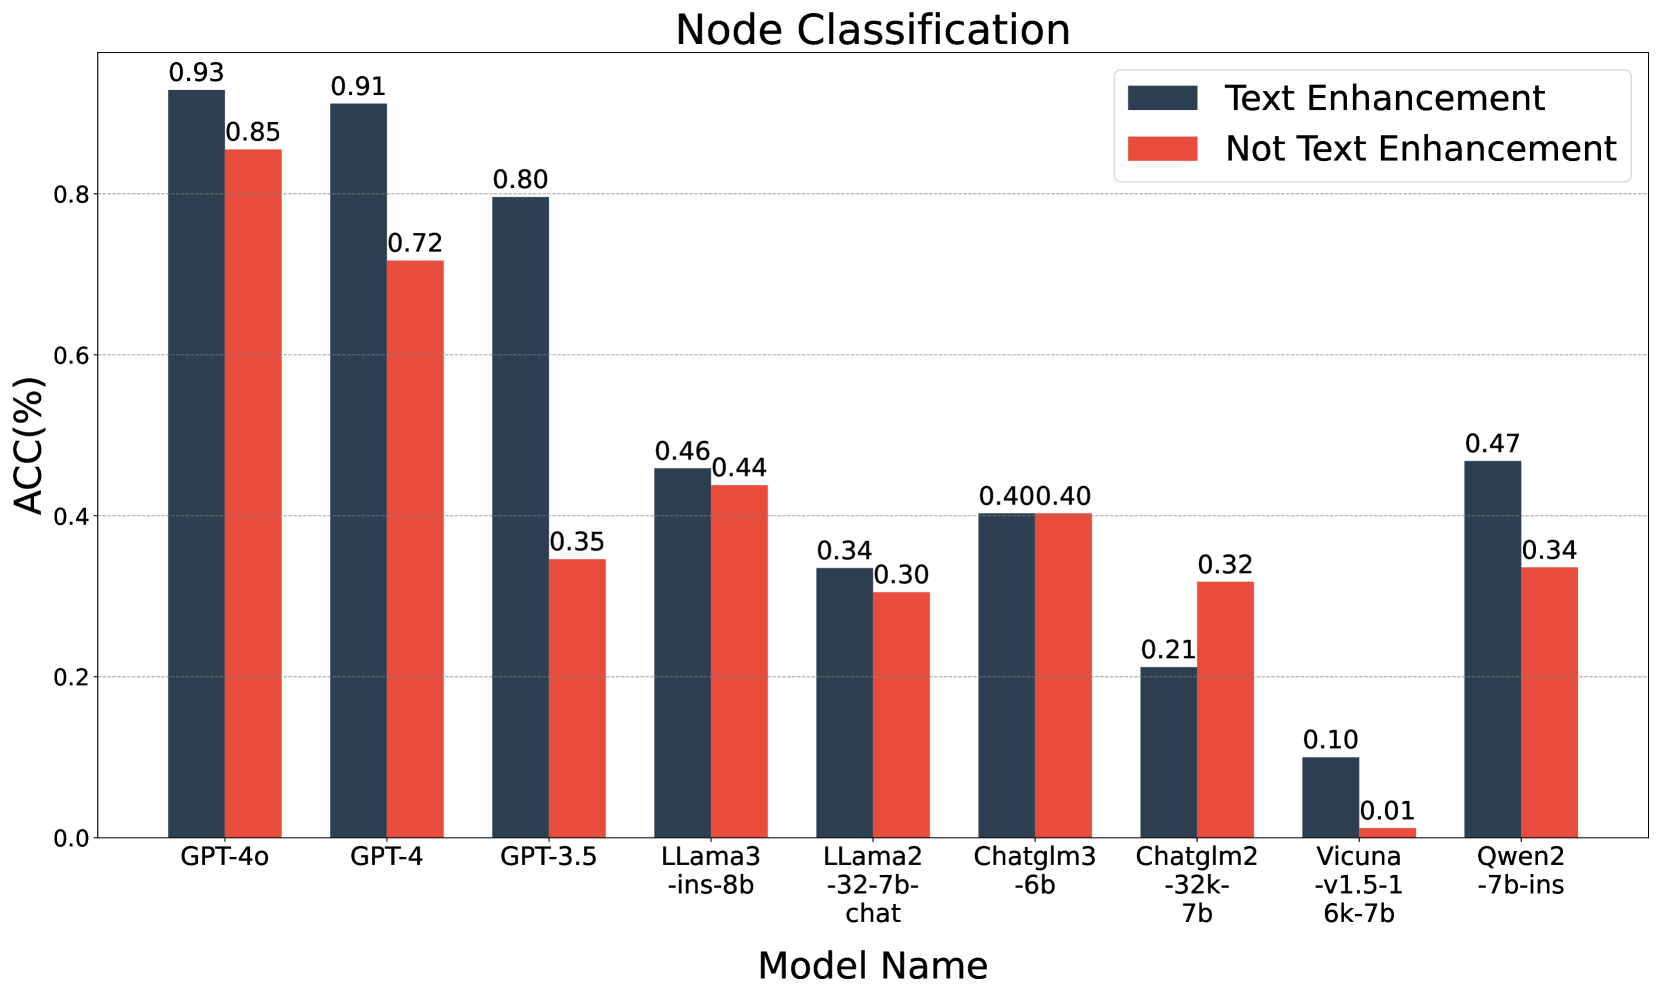 Node Classification
Text Enhancement
Not Text Enhancement
ACC(%)
0.8
0.6
0.4
0.2
0.0
0.93
0.85
0.91
0.72
0.80
0.35
0.46
0.44
0.34
0.30
0.40
0.40
0.21
0.32
0.10
0.01
0.47
0.34
GPT-4o
GPT-4
GPT-3.5
LLama3
-ins-8b
LLama2
-32-7b-
chat
Chatglm3
-6b
Chatglm2
-32k-
7b
Vicuna
-v1.5-1
6k-7b
Qwen2
-7b-ins
Model Name